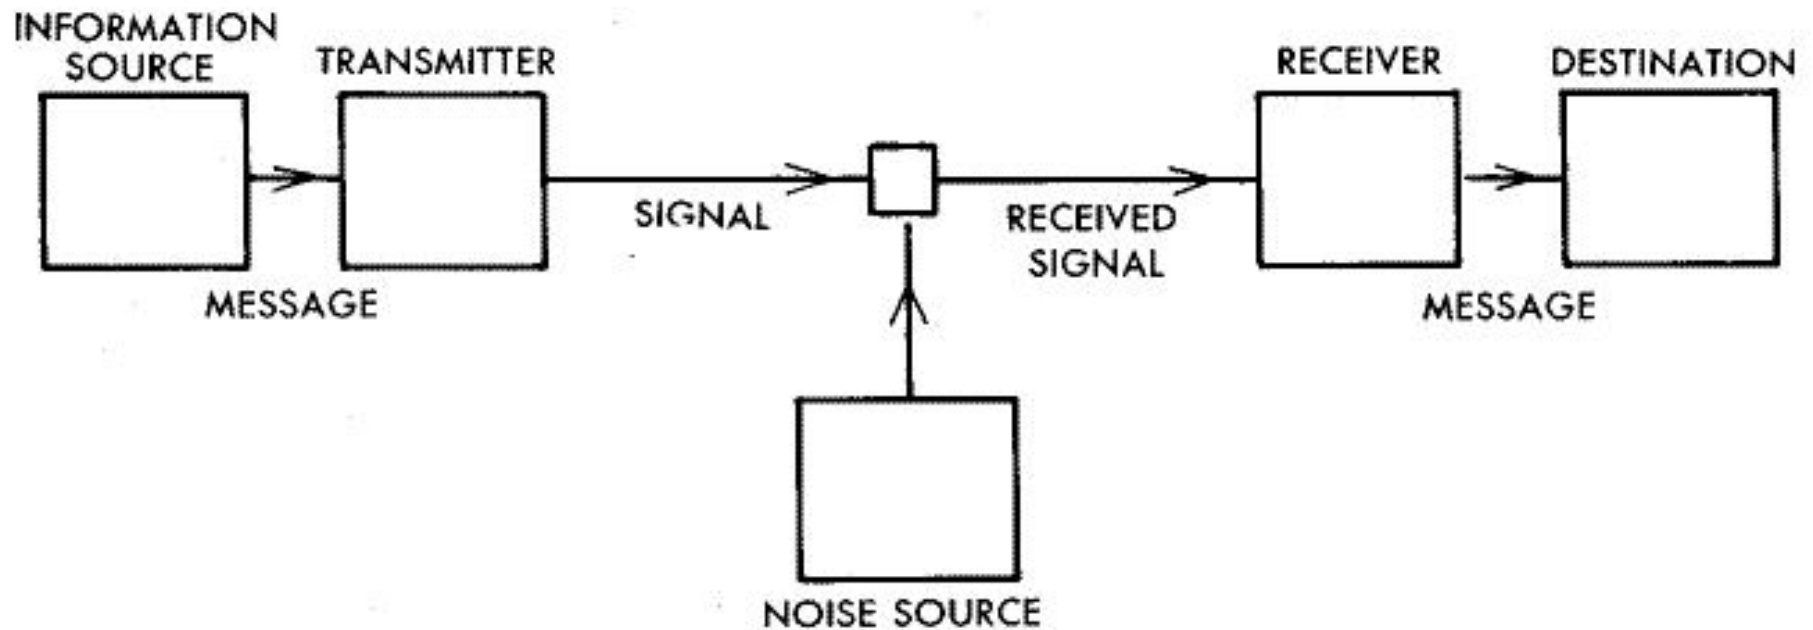 INFORMATION
SOURCE
TRANSMITTER
RECEIVER
DESTINATION
SIGNAL
RECEIVED
SIGNAL
MESSAGE
MESSAGE
NOISE SOURCE